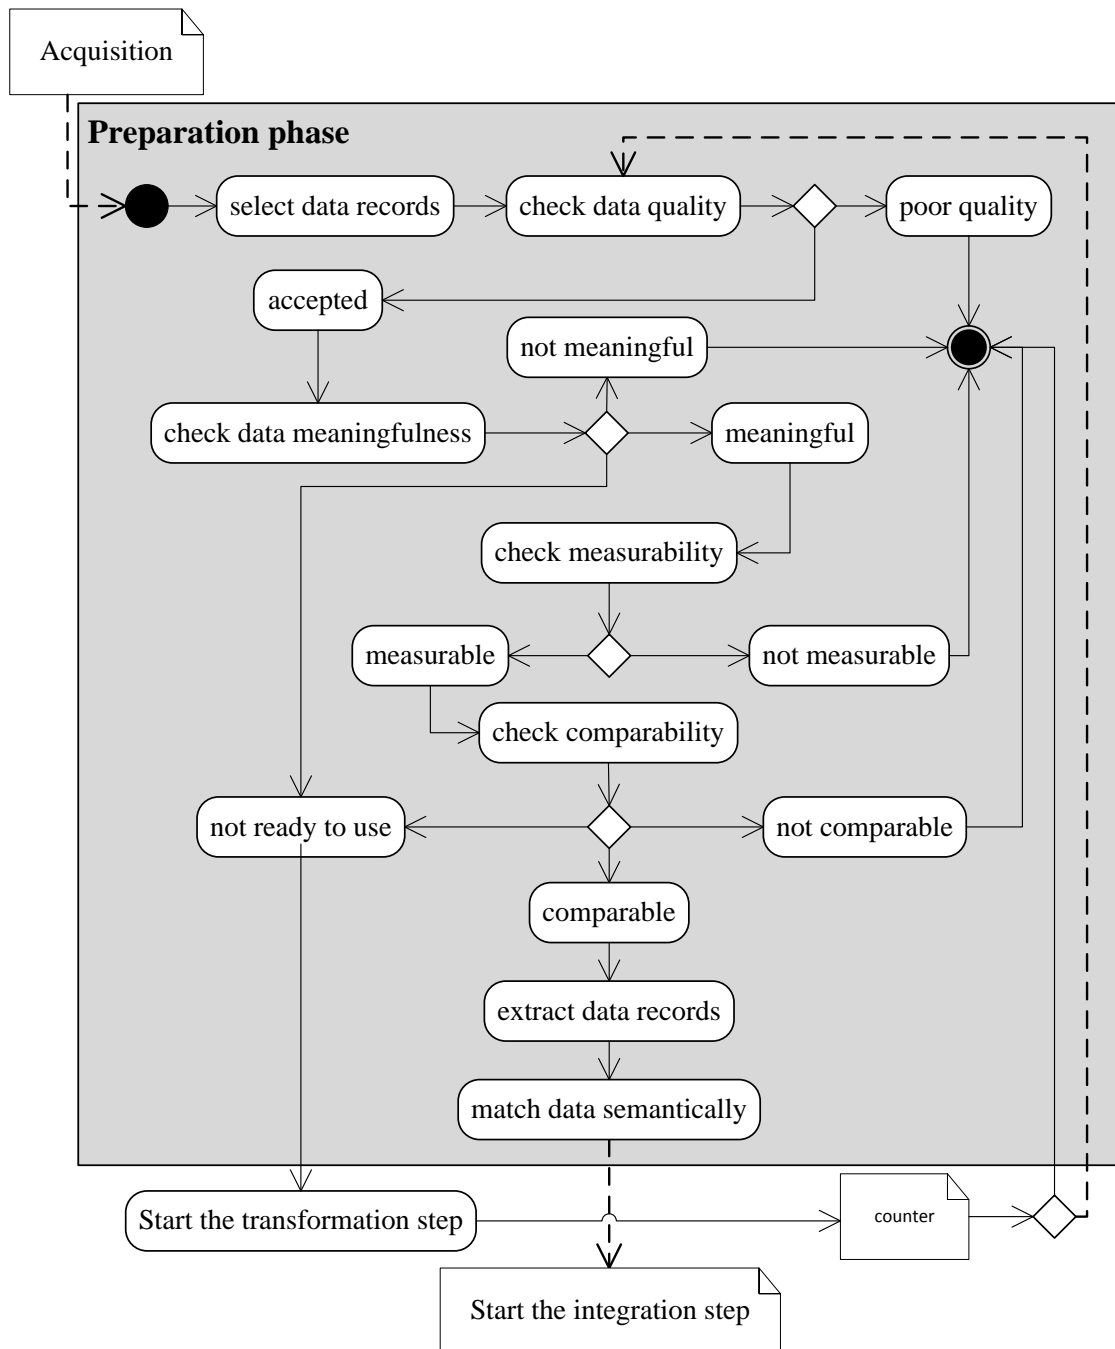 Acquisition
Preparation phase
select data records
check data quality
poor quality
accepted
not meaningful
check data meaningfulness
meaningful
check measurability
measurable
not measurable
check comparability
not ready to use
not comparable
comparable
extract data records
match data semantically
Start the transformation step
counter
Start the integration step